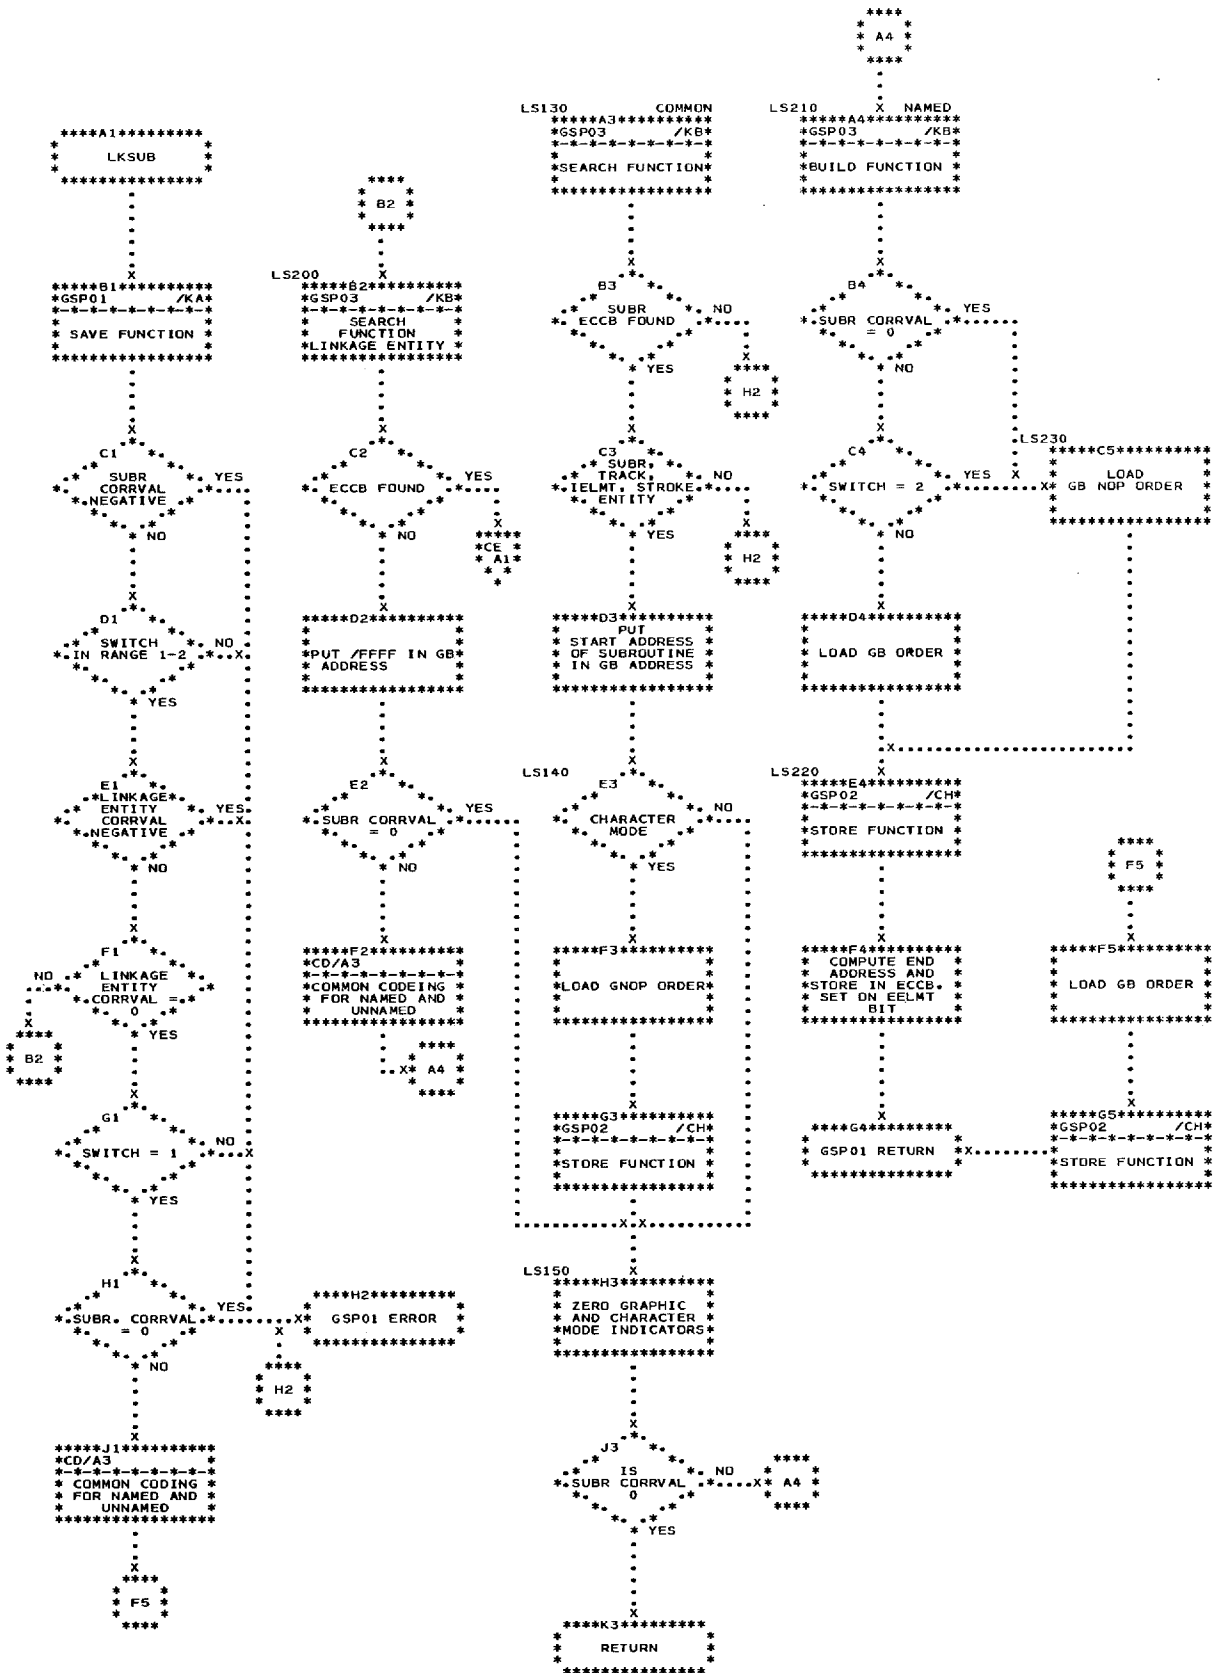 A4
LS130 COMMON
LS210 NAMED
A1
LKSUB
A3
GSP03 /KB
SEARCH FUNCTION
A4
GSP03 /KB
BUILD FUNCTION
B2
B1
GSP01 /KA
SAVE FUNCTION
LS200
B2
GSP03 /KB
SEARCH
FUNCTION
LINKAGE ENTITY
B3
SUBR
ECCB FOUND
NO
YES
H2
B4
SUBR CORRVAL
= 0
YES
NO
C1
SUBR
CORRVAL
NEGATIVE
YES
NO
C2
ECCB FOUND
YES
NO
CE
A1
C3
SUBR,
TRACK,
IELMT, STROKE
ENTITY
NO
YES
H2
C4
SWITCH = 2
YES
NO
LS230
C5
LOAD
GB NOP ORDER
D1
SWITCH
IN RANGE 1-2
NO
YES
D2
PUT /FFFF IN GB
ADDRESS
D3
PUT
START ADDRESS
OF SUBROUTINE
IN GB ADDRESS
D4
LOAD GB ORDER
E1
LINKAGE
ENTITY
CORRVAL
NEGATIVE
YES
NO
E2
SUBR CORRVAL
= 0
YES
NO
LS140
E3
CHARACTER
MODE
NO
YES
LS220
E4
GSP02 /CH
STORE FUNCTION
F5
F1
LINKAGE
ENTITY
CORRVAL =
0
NO
YES
B2
F2
CD/A3
COMMON CODEING
FOR NAMED AND
UNNAMED
A4
F3
LOAD GNOP ORDER
F4
COMPUTE END
ADDRESS AND
STORE IN ECCB.
SET ON EELMT
BIT
F5
LOAD GB ORDER
G1
SWITCH = 1
NO
YES
G3
GSP02 /CH
STORE FUNCTION
G4
GSP01 RETURN
G5
GSP02 /CH
STORE FUNCTION
H1
SUBR. CORRVAL
= 0
YES
NO
H2
GSP01 ERROR
H2
LS150
H3
ZERO GRAPHIC
AND CHARACTER
MODE INDICATORS
J1
CD/A3
COMMON CODING
FOR NAMED AND
UNNAMED
F5
J3
IS
SUBR CORRVAL
0
NO
YES
A4
K3
RETURN